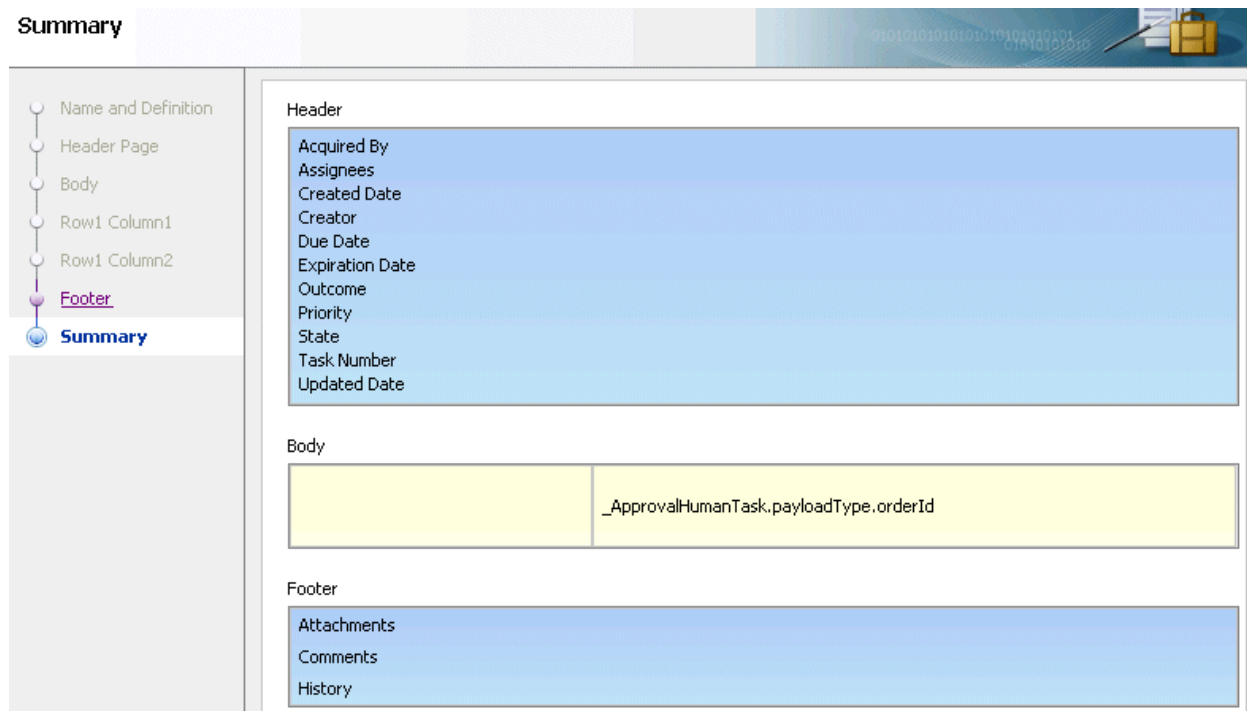 Summary
010101010101010101010101
01010101010
Name and Definition
Header Page
Body
Row1 Column1
Row1 Column2
Footer
Summary
Header
Acquired By
Assignees
Created Date
Creator
Due Date
Expiration Date
Outcome
Priority
State
Task Number
Updated Date
Body
_ApprovalHumanTask.payloadType.orderId
Footer
Attachments
Comments
History